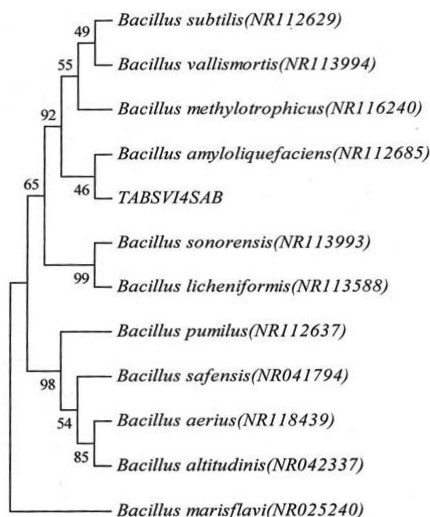 Bacillus subtilis(NR112629)
49
Bacillus vallismortis(NR113994)
55
Bacillus methylotrophicus(NR116240)
92
Bacillus amyloliquefaciens(NR112685)
46
TABSVI4SAB
65
Bacillus sonorensis(NR113993)
99
Bacillus licheniformis(NR113588)
Bacillus pumilus(NR112637)
98
Bacillus safensis(NR041794)
54
Bacillus aerius(NR118439)
85
Bacillus altitudinis(NR042337)
Bacillus marisflavi(NR025240)